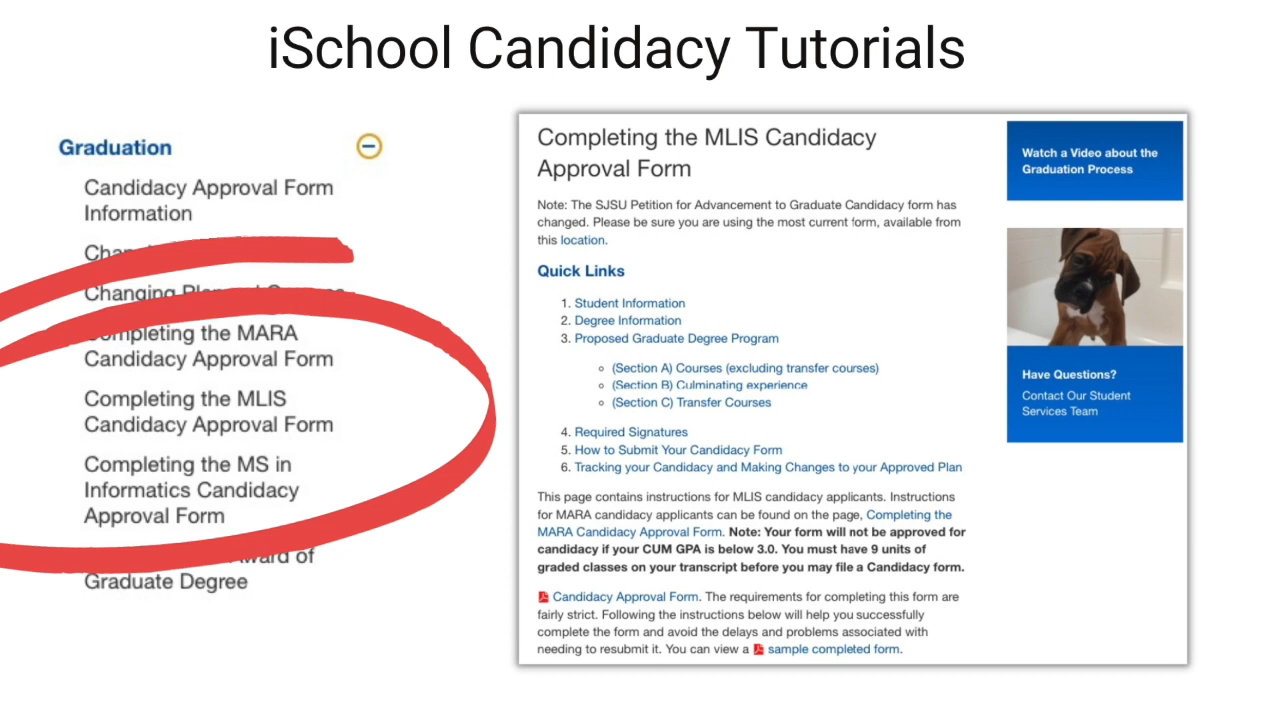 iSchool Candidacy Tutorials
Graduation
Candidacy Approval Form
Information
Changing
Completing the MARA
Candidacy Approval Form
Completing the MLIS
Candidacy Approval Form
Completing the MS in
Informatics Candidacy
Approval Form
Award of
Graduate Degree
Completing the MLIS Candidacy
Approval Form
Note: The SJSU Petition for Advancement to Graduate Candidacy form has
changed. Please be sure you are using the most current form, available from
this location.
Quick Links
1. Student Information
2. Degree Information
3. Proposed Graduate Degree Program
(Section A) Courses (excluding transfer courses)
(Section B) Culminating experience
(Section C) Transfer Courses
4. Required Signatures
5. How to Submit Your Candidacy Form
6. Tracking your Candidacy and Making Changes to your Approved Plan
This page contains instructions for MLIS candidacy applicants. Instructions
for MARA candidacy applicants can be found on the page, Completing the
MARA Candidacy Approval Form. Note: Your form will not be approved for
candidacy if your CUM GPA is below 3.0. You must have 9 units of
graded classes on your transcript before you may file a Candidacy form.
Candidacy Approval Form. The requirements for completing this form are
fairly strict. Following the instructions below will help you successfully
complete the form and avoid the delays and problems associated with
needing to resubmit it. You can view a sample completed form.
Watch a Video about the
Graduation Process
Have Questions?
Contact Our Student
Services Team